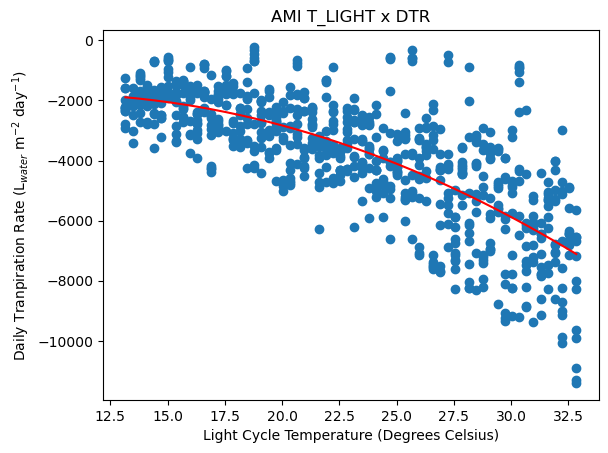 AMI T_LIGHT x DTR
0
−2000
−4000
−6000
−8000
−10000
Daily Tranpiration Rate (L_water m⁻² day⁻¹)
12.5 15.0 17.5 20.0 22.5 25.0 27.5 30.0 32.5
Light Cycle Temperature (Degrees Celsius)